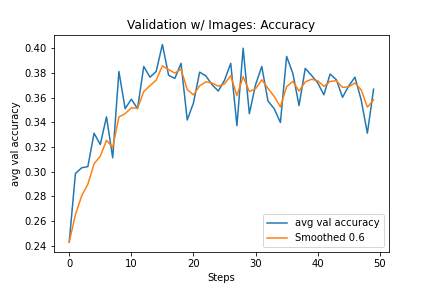 Validation w/ Images: Accuracy
0.40
0.38
0.36
0.34
0.32
0.30
0.28
0.26
0.24
avg val accuracy
avg val accuracy
Smoothed 0.6
0 10 20 30 40 50
Steps